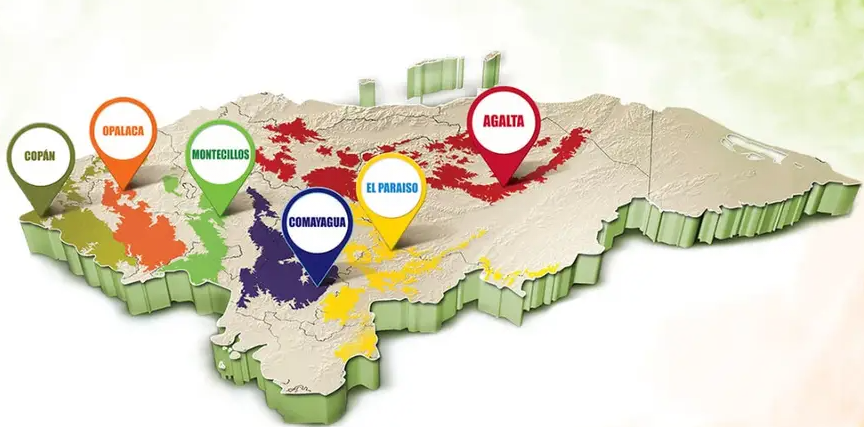 COPÁN
OPALACA
MONTECILLOS
COMAYAGUA
EL PARAISO
AGALTA